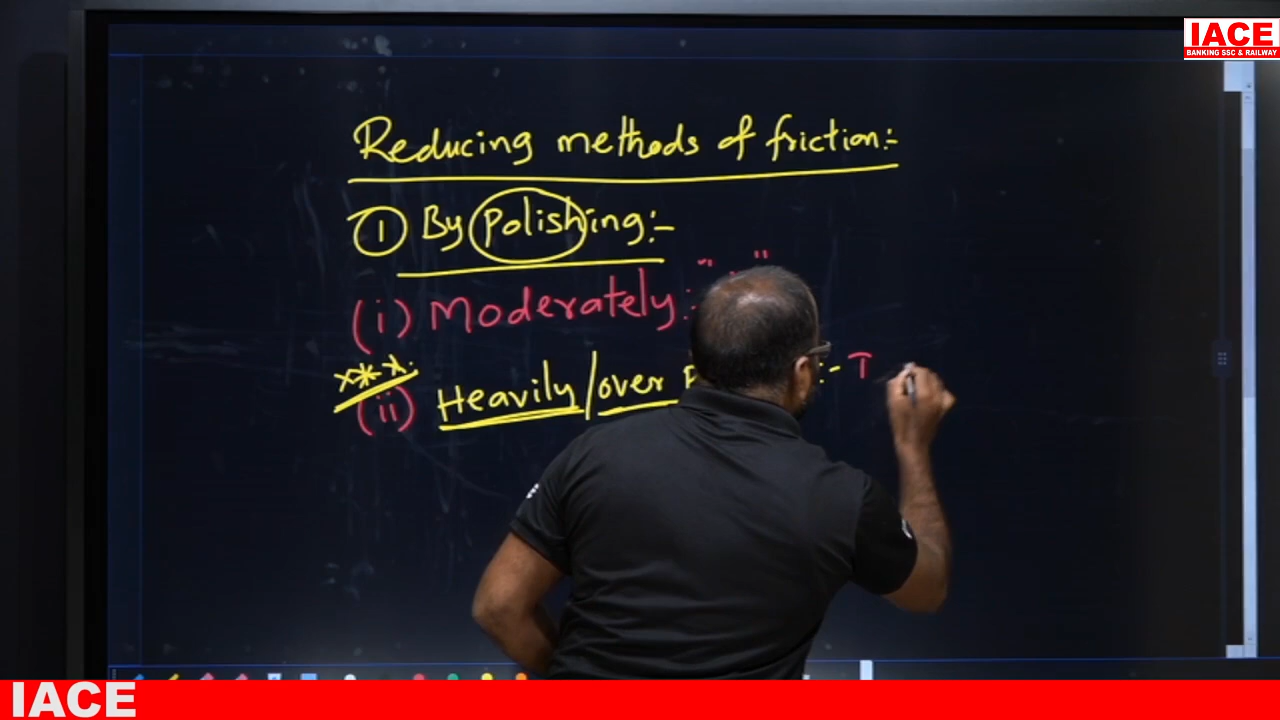 IACE
BANKING SSC & RAILWAY
Reducing methods of friction:-
① By Polishing:-
(i) Moderately:- " "
(ii) Heavily/over :- T
IACE